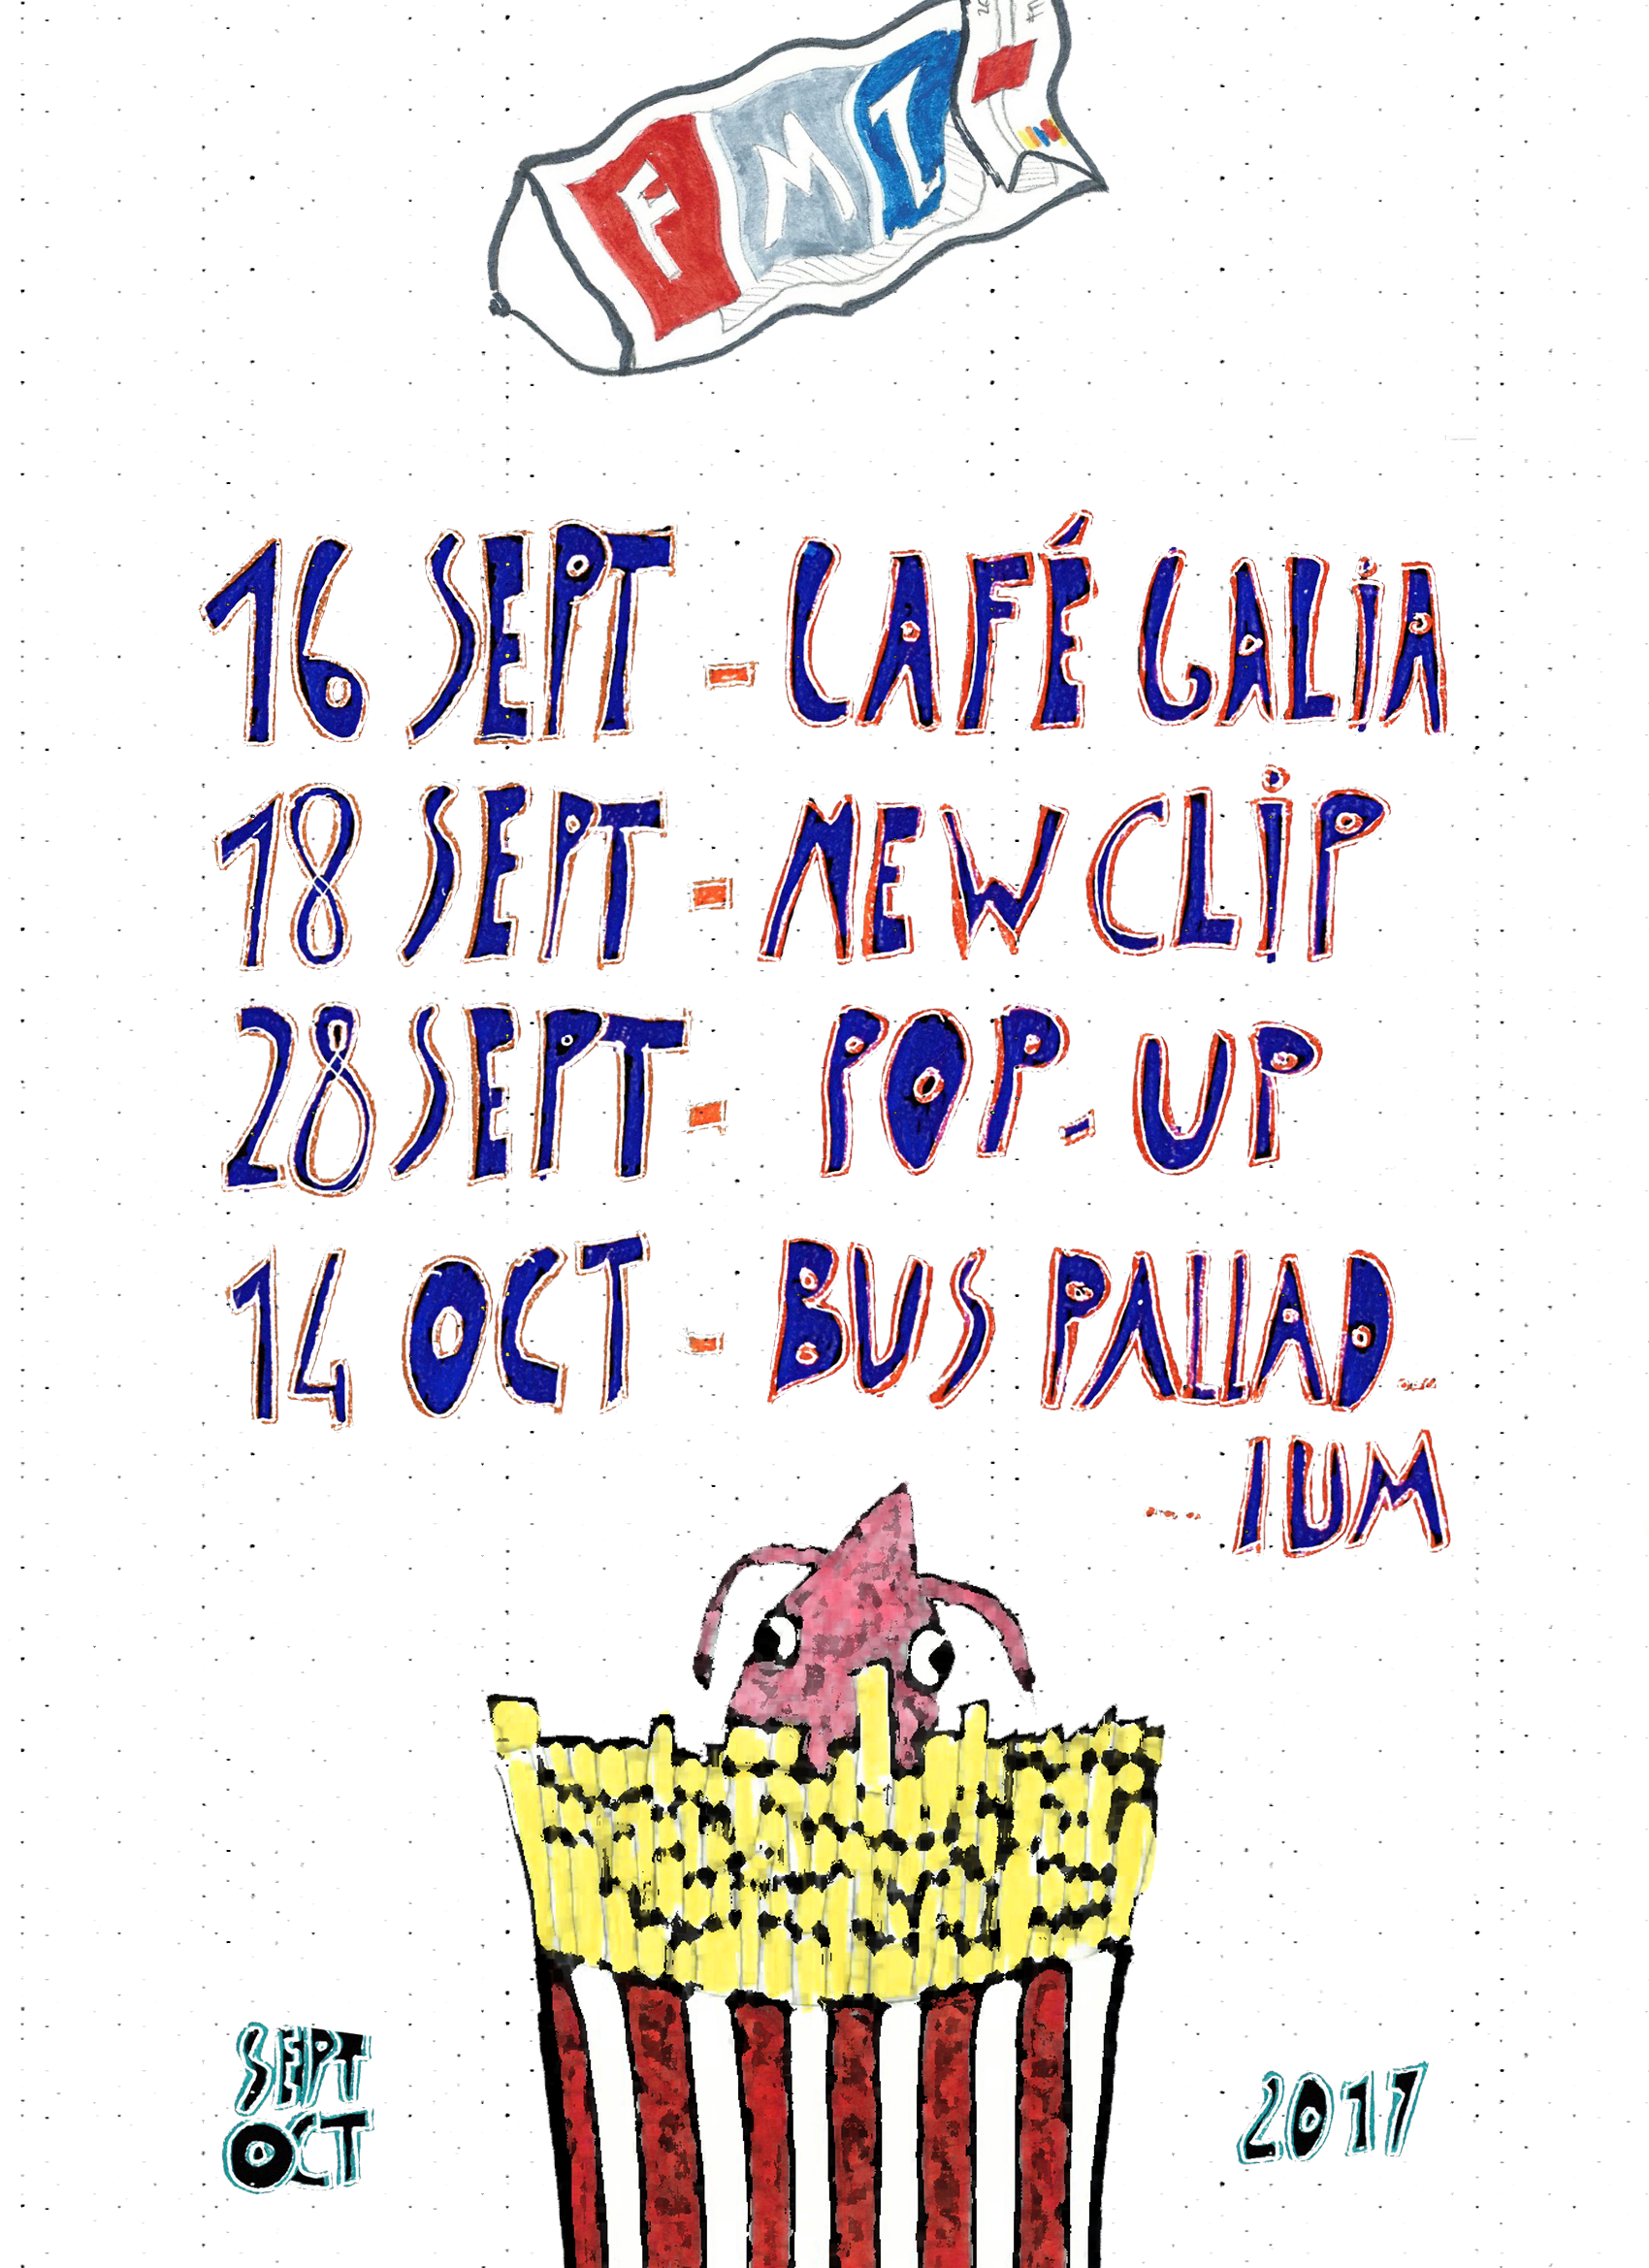 FMI
16 SEPT - CAFÉ GALIA
18 SEPT - NEW CLIP
28 SEPT - POP-UP
14 OCT - BUS PALLAD...
... IUM
SEPT
OCT
2017